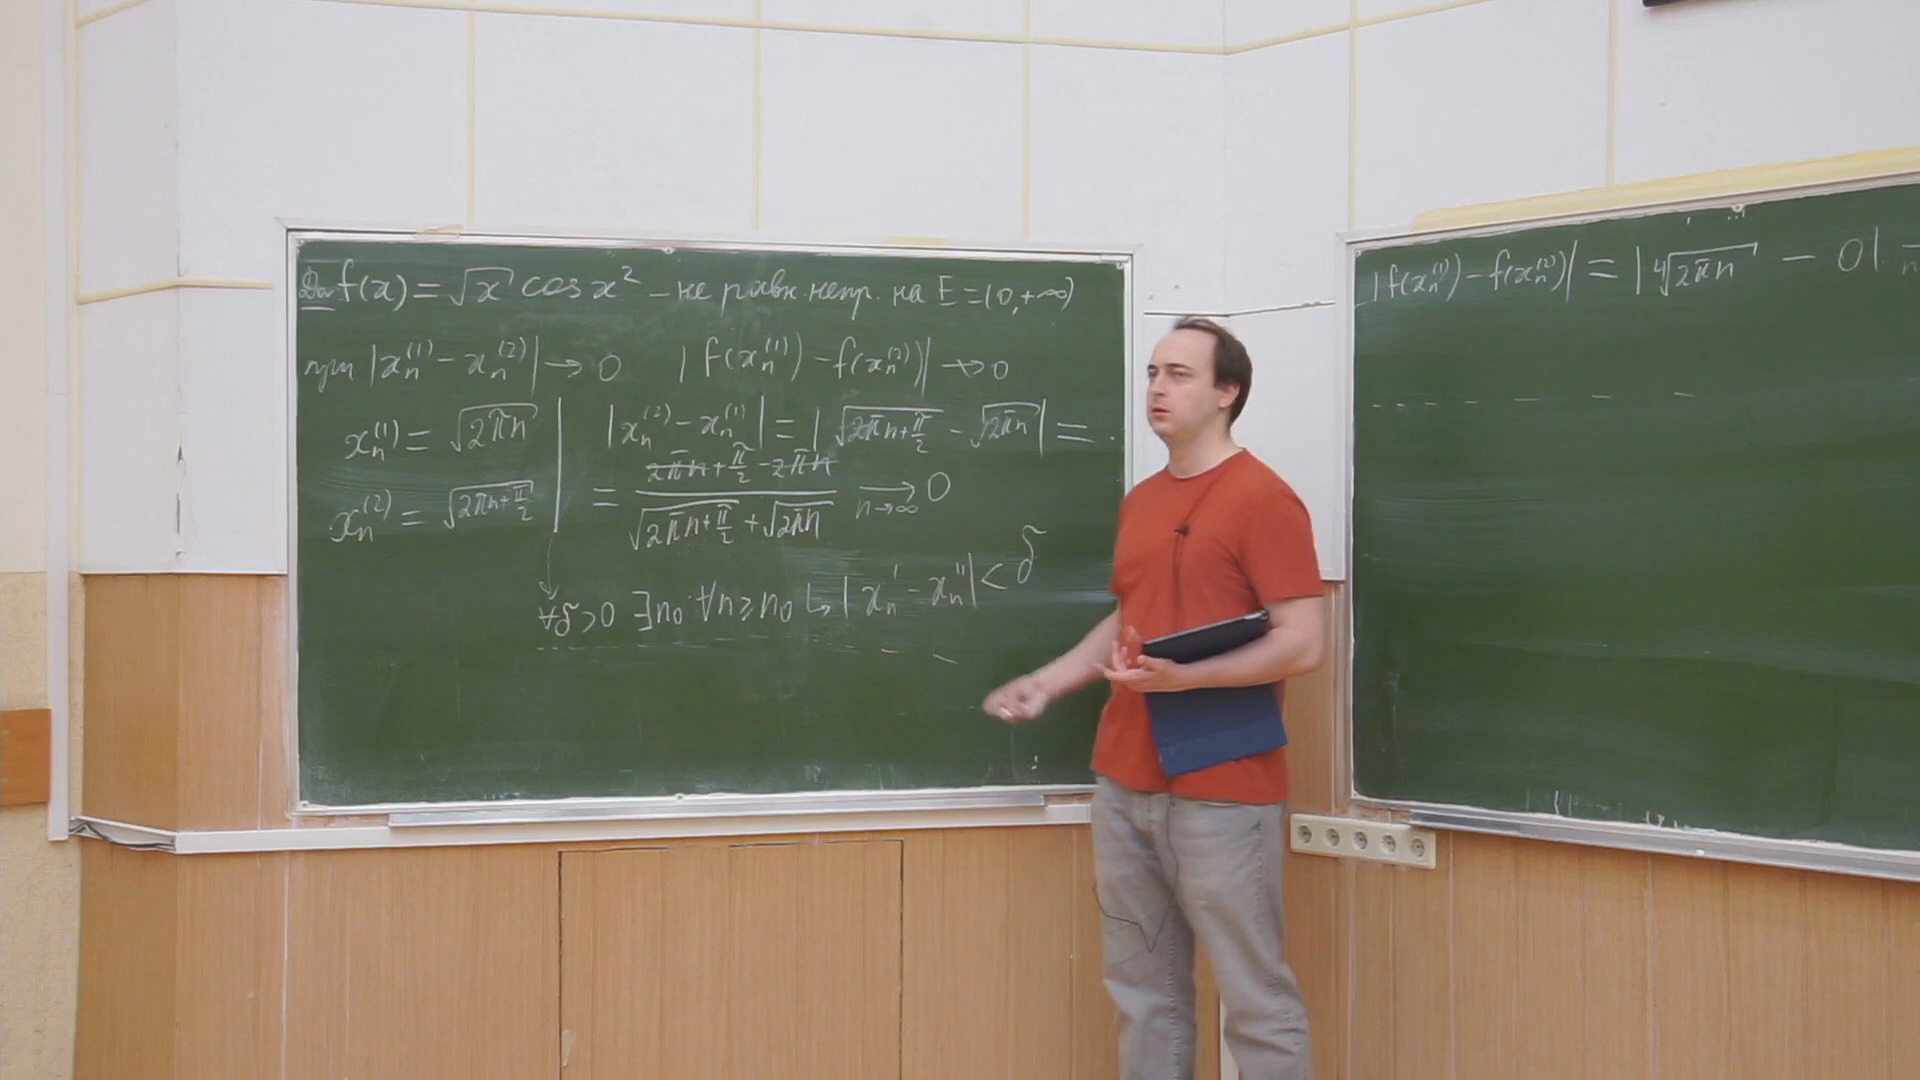 Док f(x) = √x cos x² – не равн. непр. на E = (0, +∞)
при |xₙ⁽¹⁾ − xₙ⁽²⁾| → 0 |f(xₙ⁽¹⁾) − f(xₙ⁽²⁾)| ↛ 0
xₙ⁽¹⁾ = √(2πn)
xₙ⁽²⁾ = √(2πn + π/2)
|xₙ⁽²⁾ − xₙ⁽¹⁾| = |√(2πn + π/2) − √(2πn)| =
= (2πn + π/2 − 2πn)/(√(2πn + π/2) + √(2πn)) → 0
n→∞
∀δ > 0 ∃n₀ ∀n ≥ n₀ ↳ |xₙ' − xₙ''| < δ
|f(xₙ⁽¹⁾) − f(xₙ⁽²⁾)| = |⁴√(2πn) − 0|